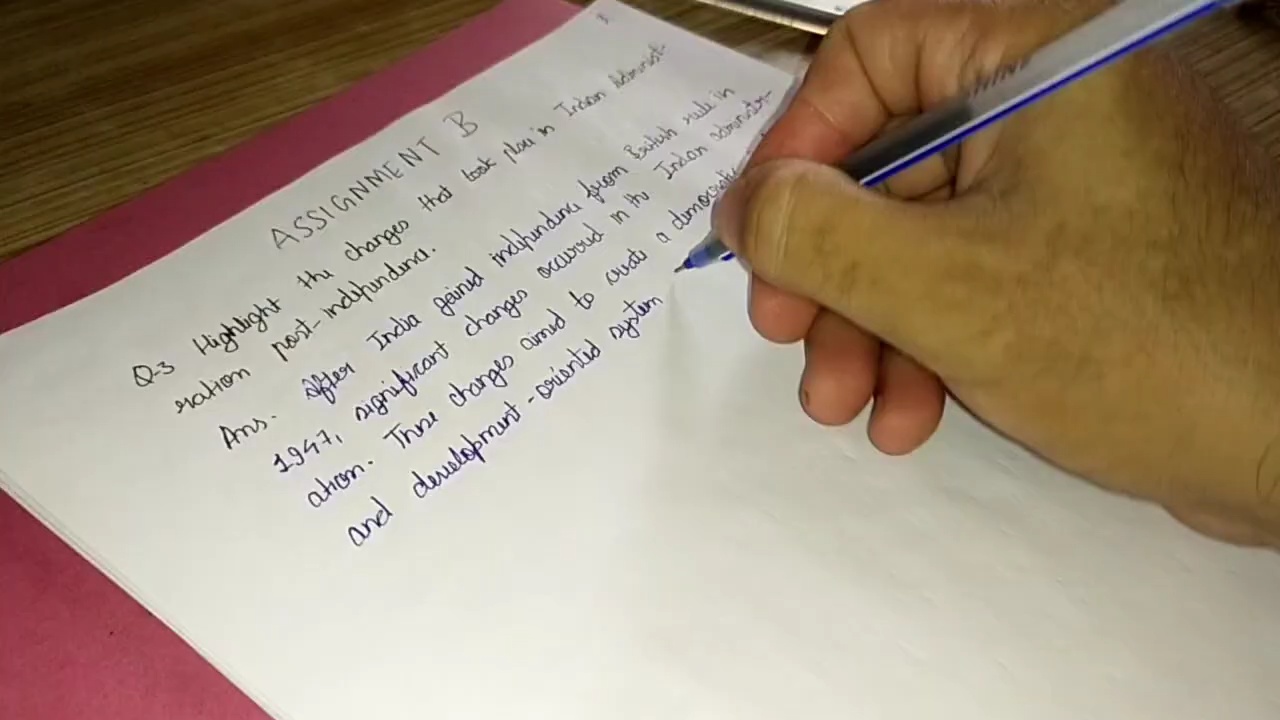 ASSIGNMENT B
Q-3 Highlight the changes that took place in Indian Administ-
ration post-independence.
Ans. After India gained independence from British rule in
1947, significant changes occurred in the Indian administr-
ation. These changes aimed to create a democratic
and development-oriented system